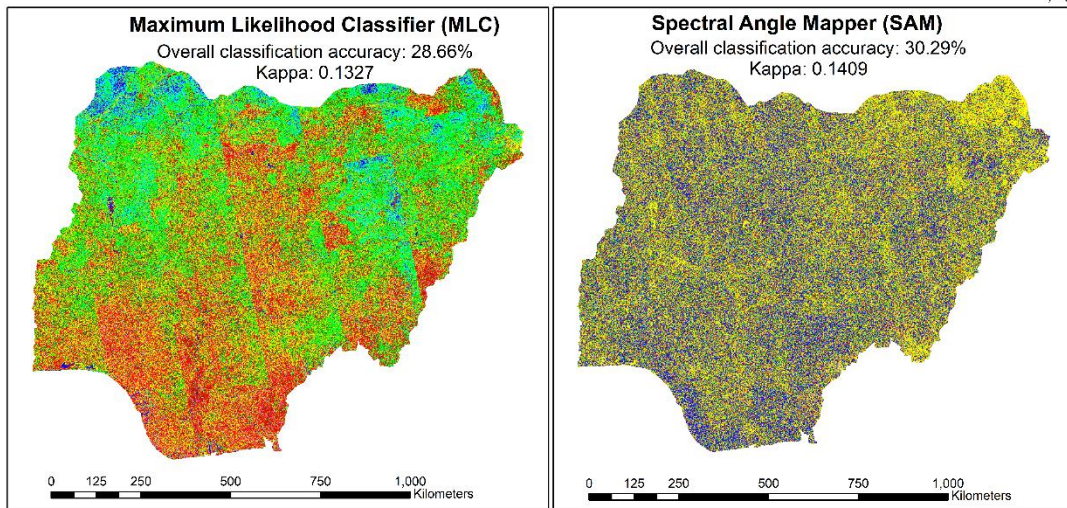 Maximum Likelihood Classifier (MLC)
Overall classification accuracy: 28.66%
Kappa: 0.1327
0 125 250 500 750 1,000
Kilometers
Spectral Angle Mapper (SAM)
Overall classification accuracy: 30.29%
Kappa: 0.1409
0 125 250 500 750 1,000
Kilometers